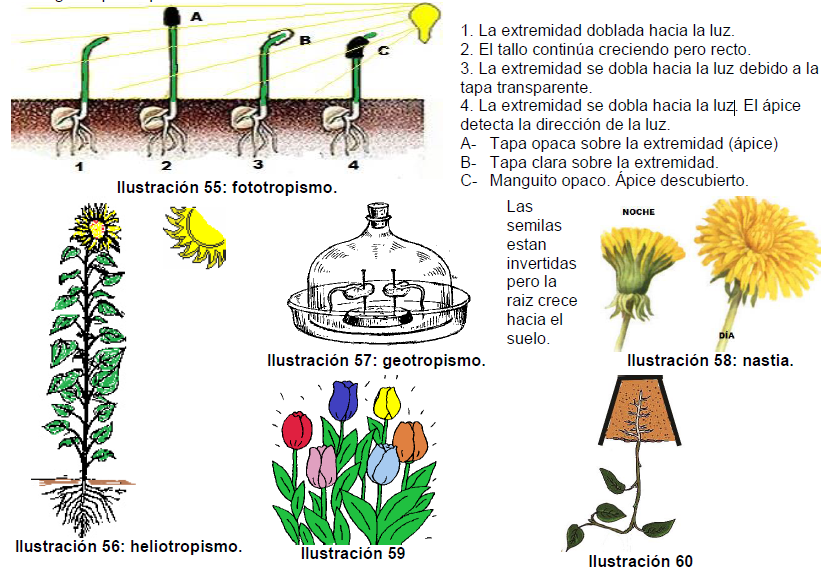 A
B
C
1
2
3
4
Ilustración 55: fototropismo.
1. La extremidad doblada hacia la luz.
2. El tallo continúa creciendo pero recto.
3. La extremidad se dobla hacia la luz debido a la
tapa transparente.
4. La extremidad se dobla hacia la luz. El ápice
detecta la dirección de la luz.
A- Tapa opaca sobre la extremidad (ápice)
B- Tapa clara sobre la extremidad.
C- Manguito opaco. Ápice descubierto.
Las
semilas
estan
invertidas
pero la
raiz crece
hacia el
suelo.
NOCHE
DÍA
Ilustración 57: geotropismo.
Ilustración 58: nastia.
Ilustración 56: heliotropismo.
Ilustración 59
Ilustración 60